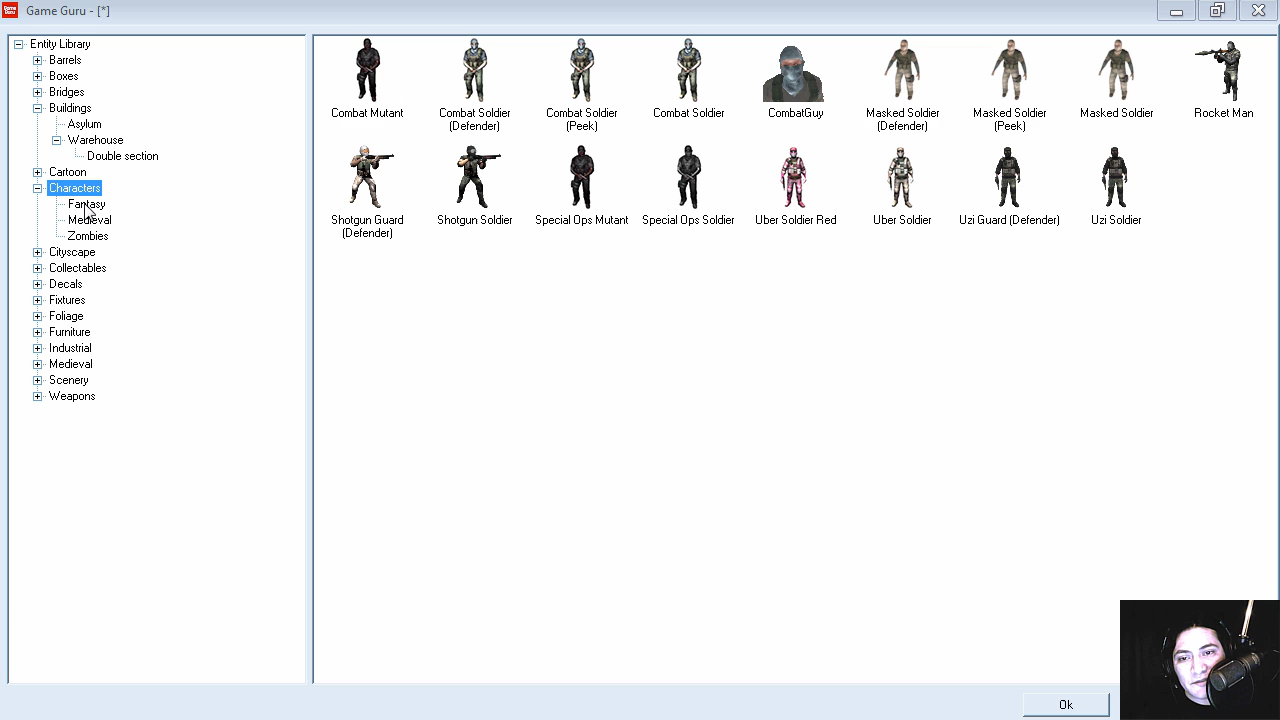 Game Guru - [*]
Entity Library
Barrels
Boxes
Bridges
Buildings
Asylum
Warehouse
Double section
Cartoon
Characters
Fantasy
Medieval
Zombies
Cityscape
Collectables
Decals
Fixtures
Foliage
Furniture
Industrial
Medieval
Scenery
Weapons
Combat Mutant
Combat Soldier
(Defender)
Combat Soldier
(Peek)
Combat Soldier
CombatGuy
Masked Soldier
(Defender)
Masked Soldier
(Peek)
Masked Soldier
Rocket Man
Shotgun Guard
(Defender)
Shotgun Soldier
Special Ops Mutant
Special Ops Soldier
Uber Soldier Red
Uber Soldier
Uzi Guard (Defender)
Uzi Soldier
Ok